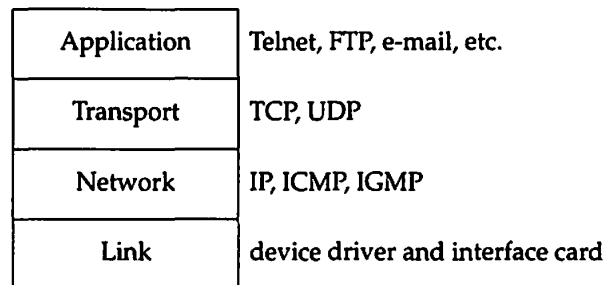 Application Telnet, FTP, e-mail, etc.
Transport TCP, UDP
Network IP, ICMP, IGMP
Link device driver and interface card